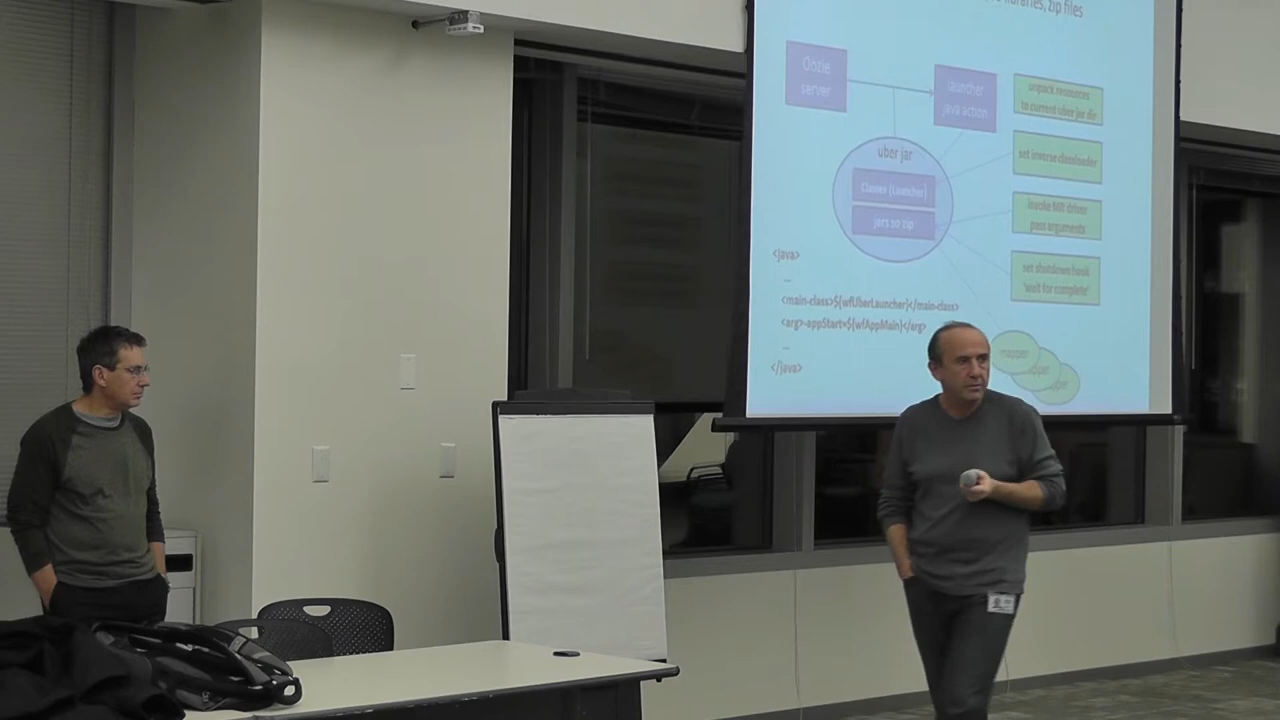 libraries, zip files
Oozie
server
launcher
java action
unpack resources
to current uber jar dir
uber jar
set inverse classloader
Classes (Launcher)
jars so zip
invoke MR driver
pass arguments
<java>
...
set shutdown hook
'wait for complete'
<main-class>${wfUberLauncher}</main-class>
<arg>-appStart=${wfAppMain}</arg>
...
</java>
mapper